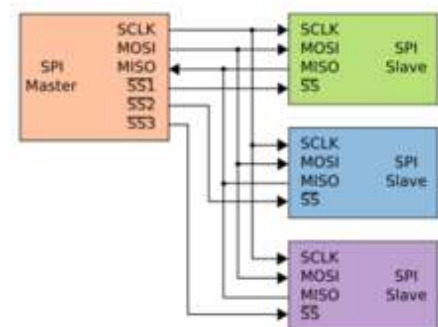 SPI
Master
SCLK
MOSI
MISO
SS1
SS2
SS3
SCLK
MOSI
MISO
SS
SPI
Slave
SCLK
MOSI
MISO
SS
SPI
Slave
SCLK
MOSI
MISO
SS
SPI
Slave